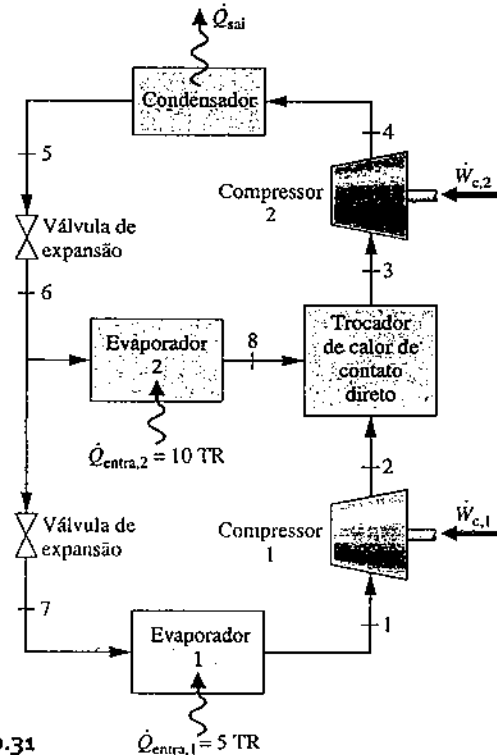 Q̇sai
Condensador
4
5
Ẇc,2
Compressor
2
Válvula de
expansão
3
6
Trocador
de calor de
contato
direto
Evaporador
2
8
Q̇entra,2 = 10 TR
2
Válvula de
expansão
Compressor
1
Ẇc,1
7
1
Evaporador
1
Q̇entra,1 = 5 TR
0.31